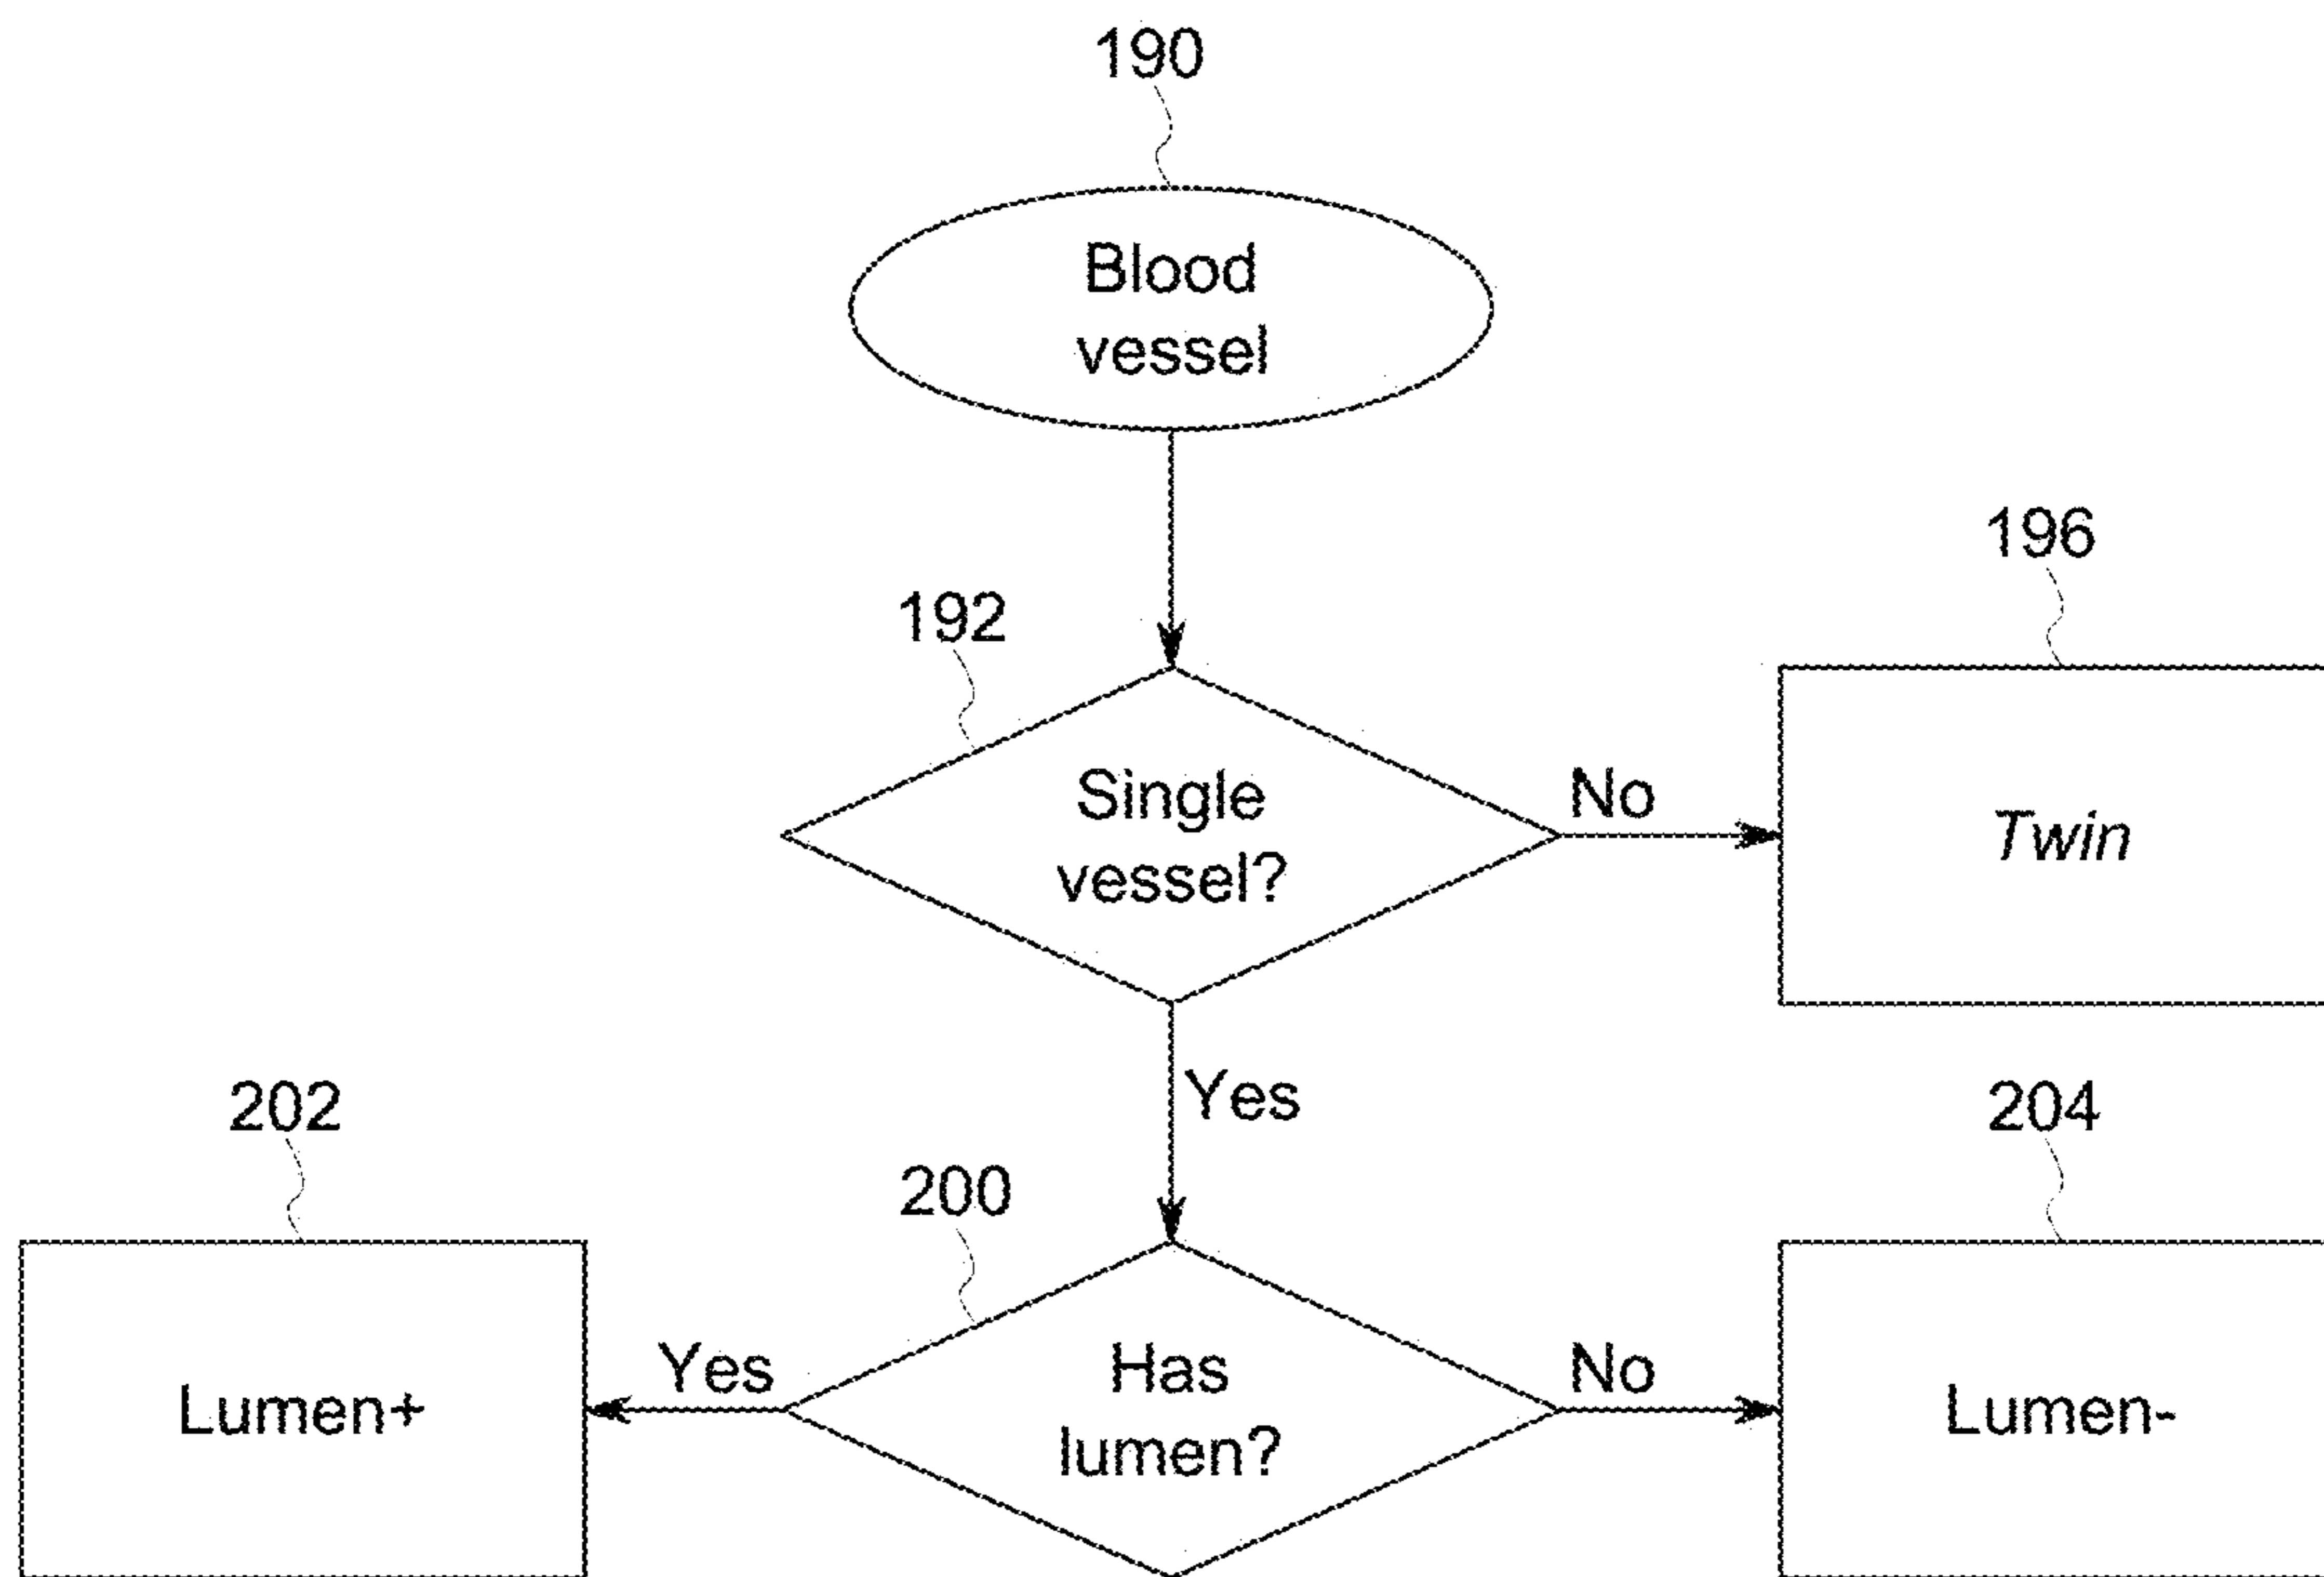 190
Blood
vessel
192
196
Single
vessel?
No
Twin
Yes
202
200
204
Lumen+
Yes
Has
lumen?
No
Lumen-